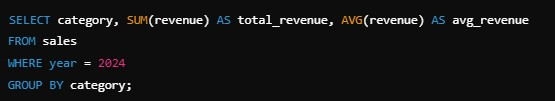 SELECT category, SUM(revenue) AS total_revenue, AVG(revenue) AS avg_revenue
FROM sales
WHERE year = 2024
GROUP BY category;